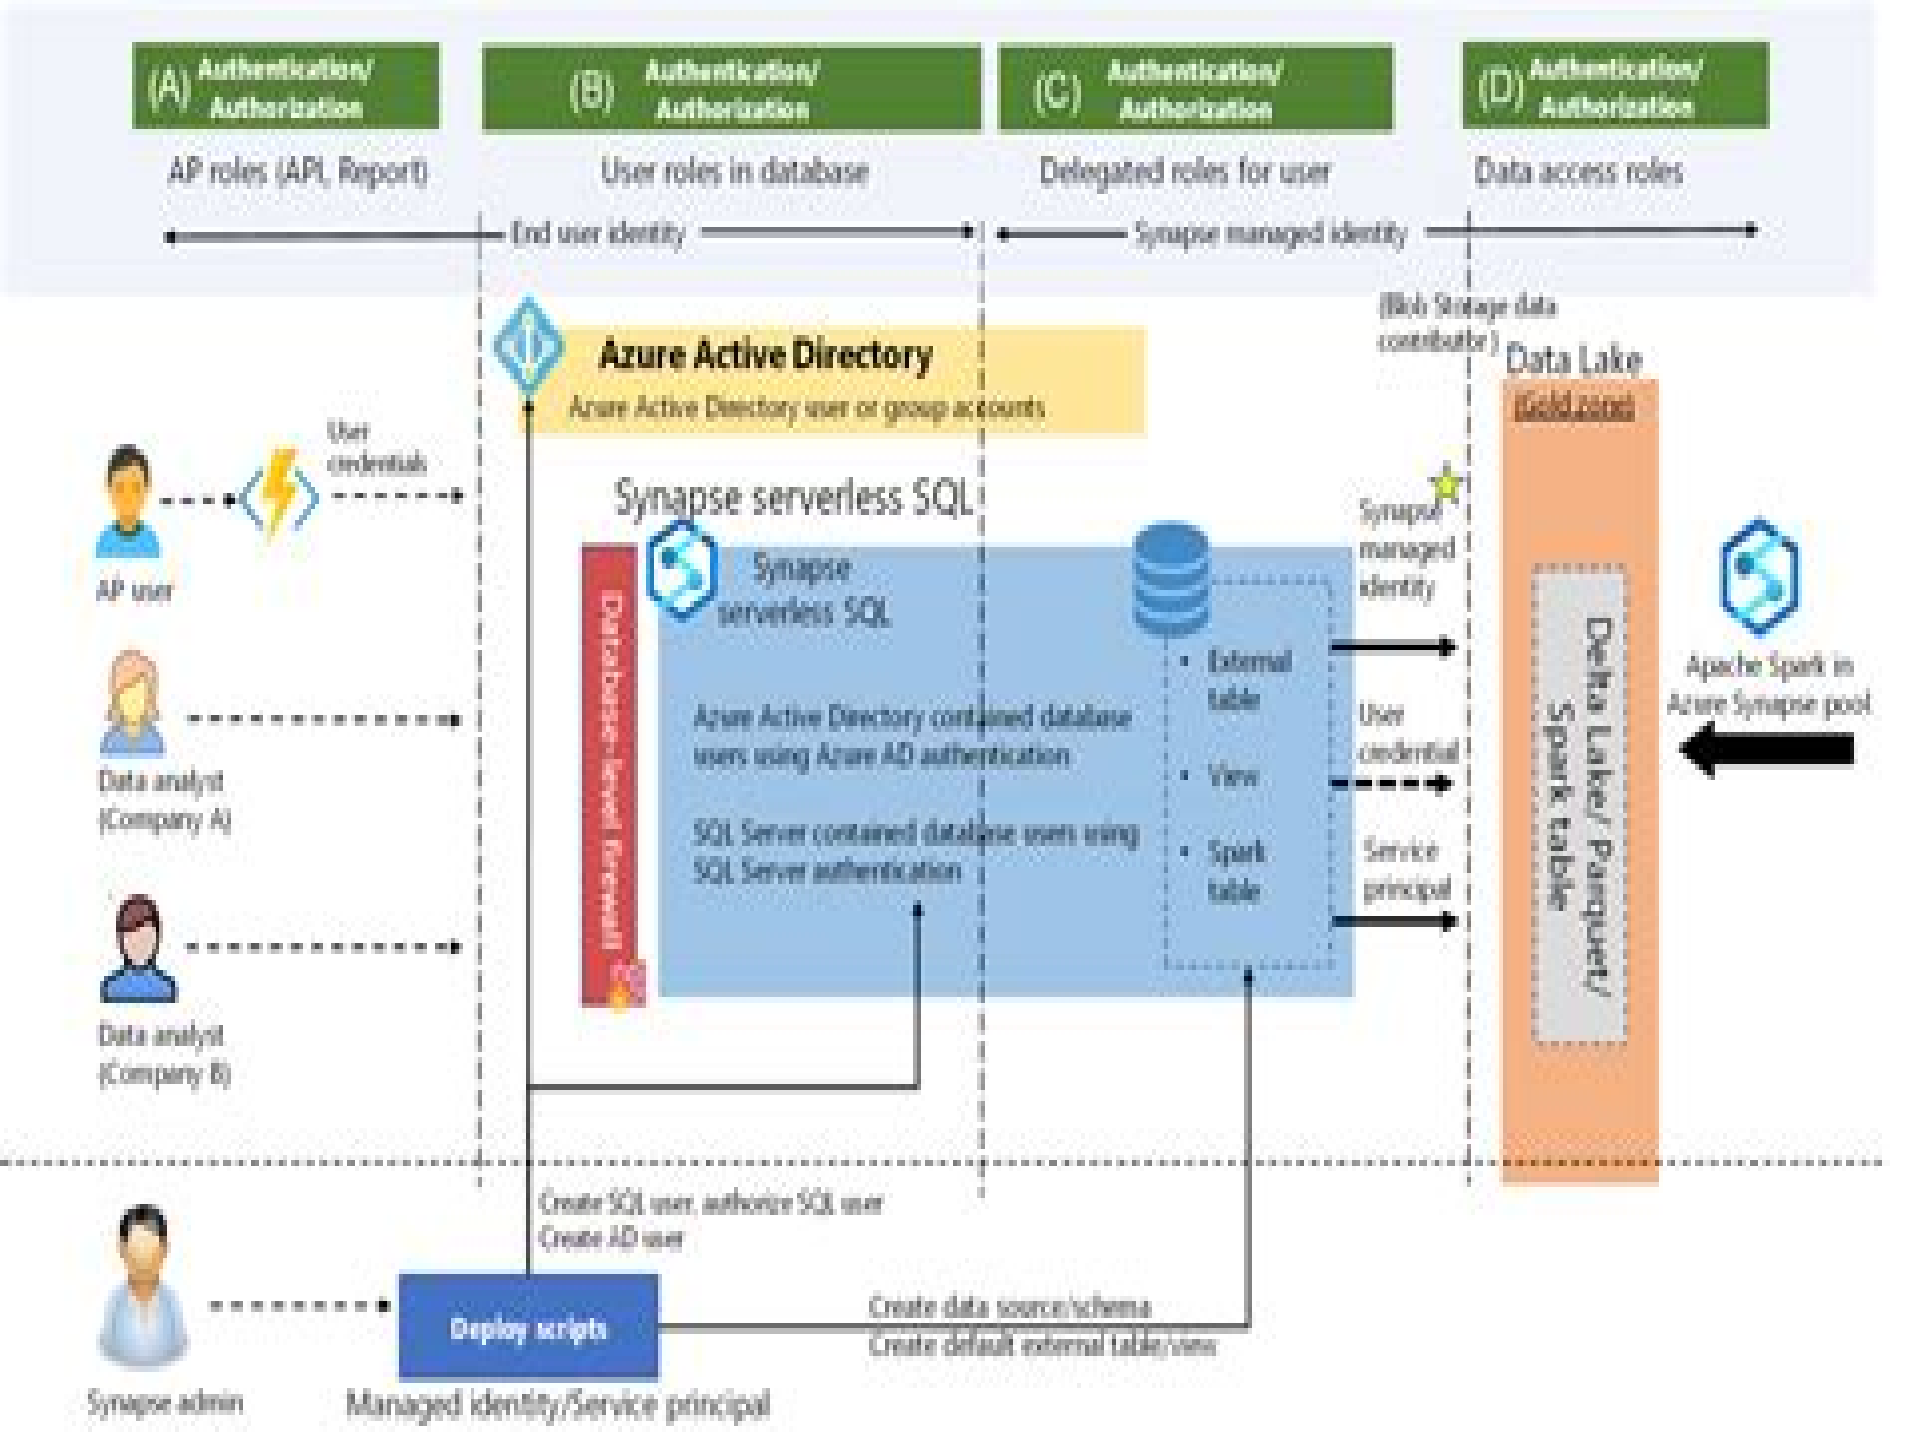 (A) Authentication/
Authorization
(B) Authentication/
Authorization
(C) Authentication/
Authorization
(D) Authentication/
Authorization
AP roles (API, Report)
User roles in database
Delegated roles for user
Data access roles
End user identity
Synapse managed identity
(Blob Storage data
contributor)
Azure Active Directory
Azure Active Directory user or group accounts
Data Lake
(Gold zone)
User
credentials
AP user
Synapse serverless SQL
Synapse
serverless SQL
Database level firewall
Azure Active Directory contained database
users using Azure AD authentication
SQL Server contained database users using
SQL Server authentication
• External
table
• View
• Spark
table
Synapse
managed
identity
User
credential
Service
principal
Delta Lake/ Parquet/
Spark table
Apache Spark in
Azure Synapse pool
Data analyst
(Company A)
Data analyst
(Company B)
Create SQL user, authorize SQL user
Create AD user
Deploy scripts
Create data source/schema
Create default external table/view
Synapse admin
Managed identity/Service principal